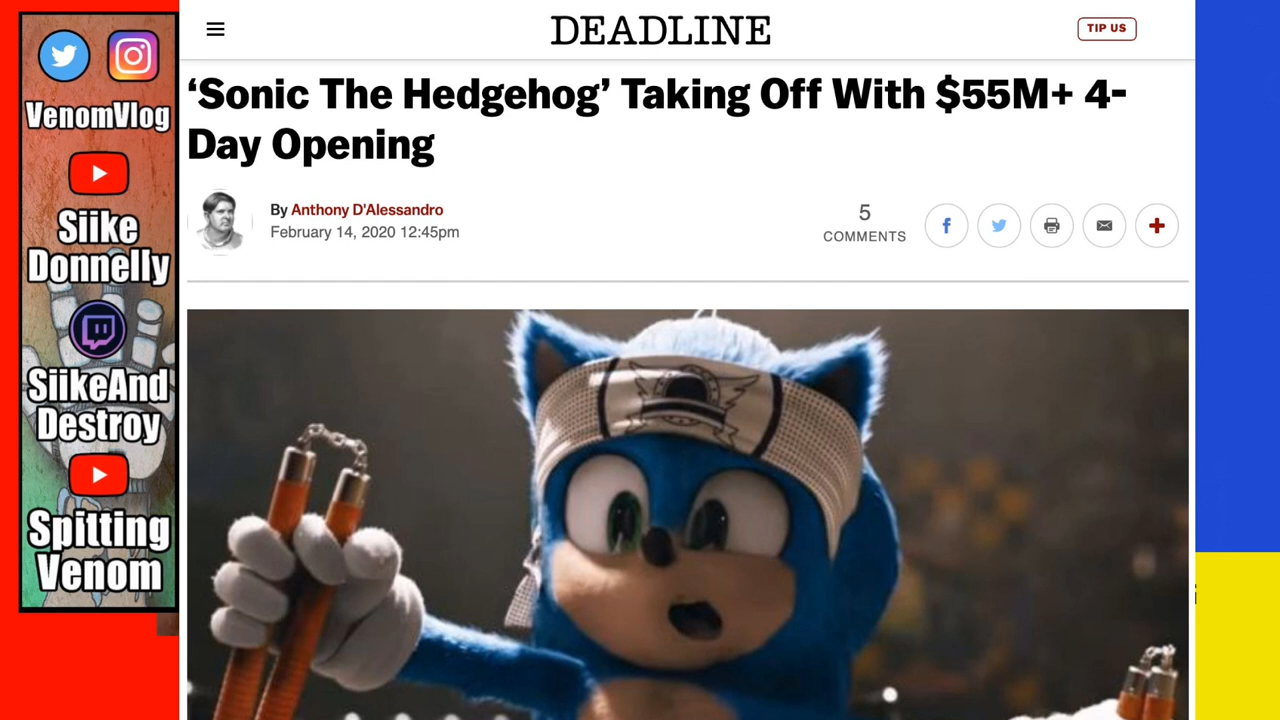 VenomVlog
Siike
Donnelly
SiikeAnd
Destroy
Spitting
Venom
DEADLINE
TIP US
‘Sonic The Hedgehog’ Taking Off With $55M+ 4-
Day Opening
By Anthony D'Alessandro
February 14, 2020 12:45pm
5
COMMENTS